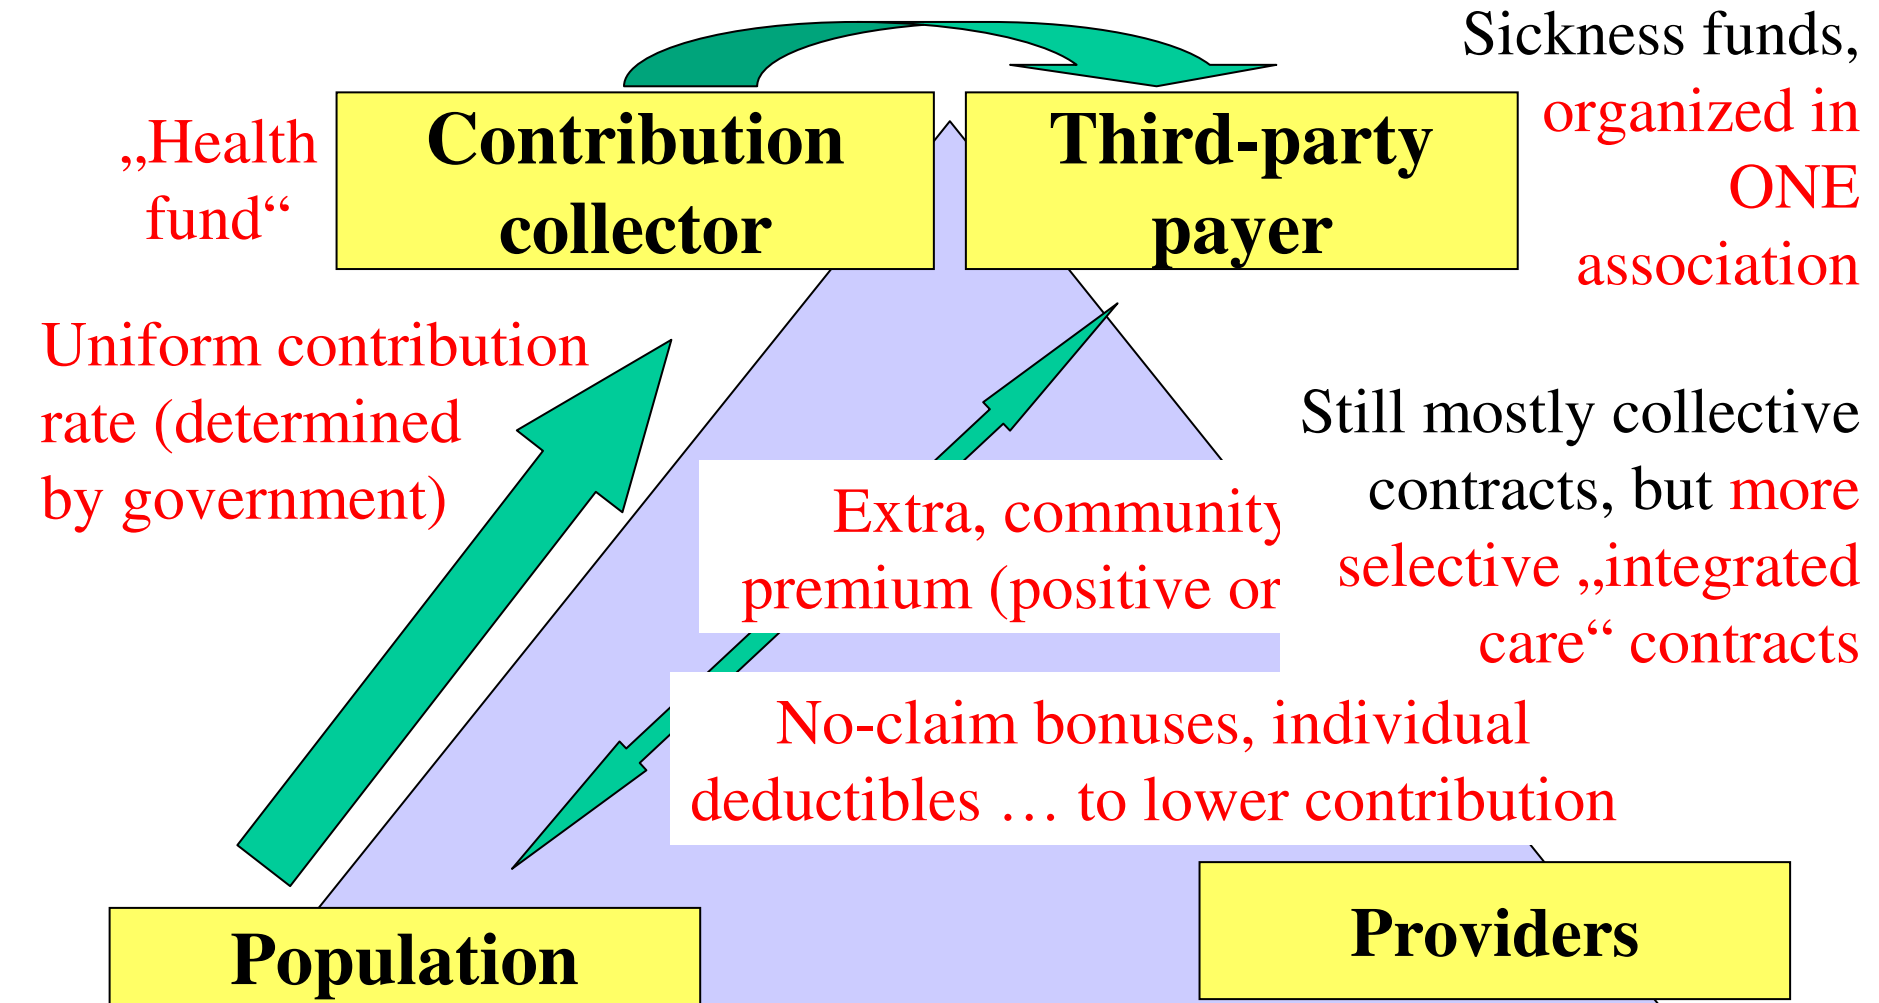 Sickness funds,
organized in
ONE
association
„Health
fund“
Contribution
collector
Third-party
payer
Uniform contribution
rate (determined
by government)
Still mostly collective
contracts, but more
selective „integrated
care“ contracts
Extra, community
premium (positive or
No-claim bonuses, individual
deductibles … to lower contribution
Population
Providers